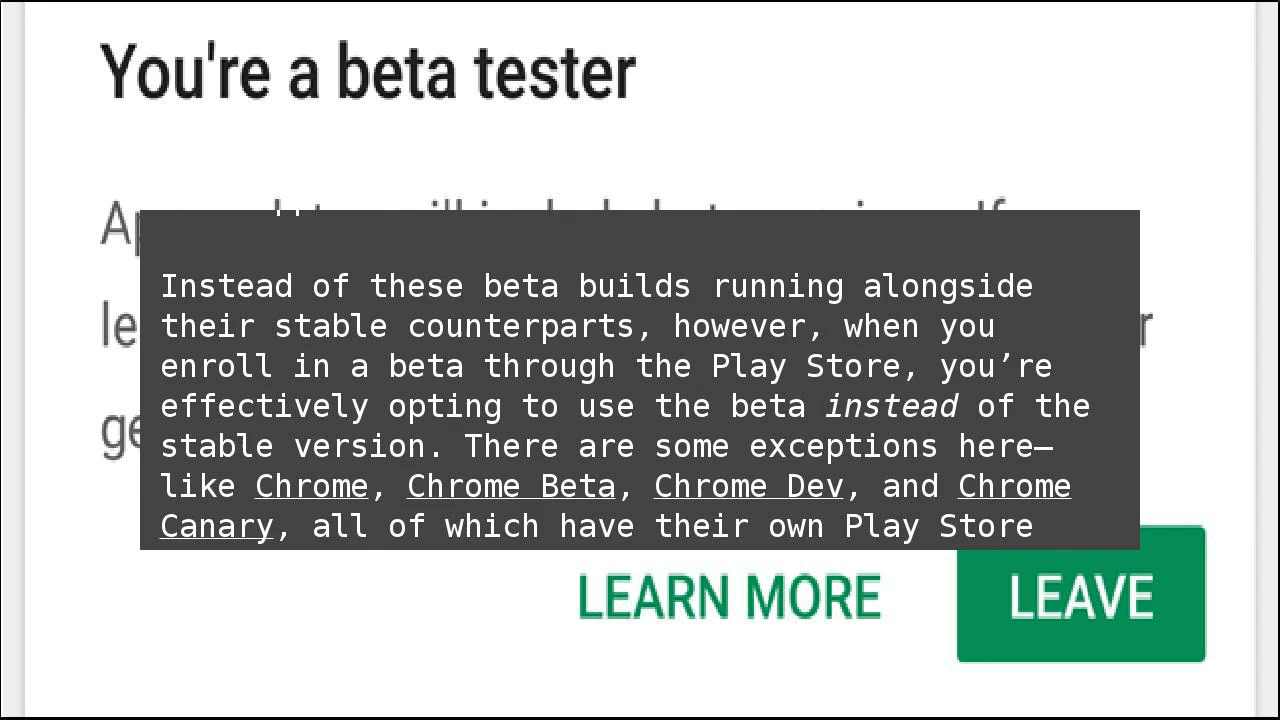 You're a beta tester
Instead of these beta builds running alongside
their stable counterparts, however, when you
enroll in a beta through the Play Store, you’re
effectively opting to use the beta instead of the
stable version. There are some exceptions here—
like Chrome, Chrome Beta, Chrome Dev, and Chrome
Canary, all of which have their own Play Store
LEARN MORE
LEAVE